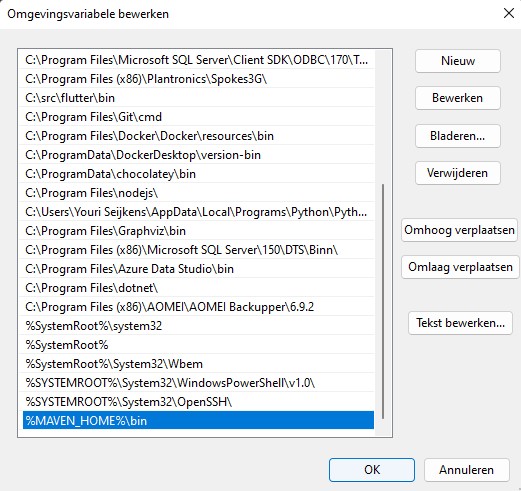 Omgevingsvariabele bewerken
C:\Program Files\Microsoft SQL Server\Client SDK\ODBC\170\T...
C:\Program Files (x86)\Plantronics\Spokes3G\
C:\src\flutter\bin
C:\Program Files\Git\cmd
C:\Program Files\Docker\Docker\resources\bin
C:\ProgramData\DockerDesktop\version-bin
C:\ProgramData\chocolatey\bin
C:\Program Files\nodejs\
C:\Users\Youri Seijkens\AppData\Local\Programs\Python\Pyth...
C:\Program Files\Graphviz\bin
C:\Program Files (x86)\Microsoft SQL Server\150\DTS\Binn\
C:\Program Files\Azure Data Studio\bin
C:\Program Files\dotnet\
C:\Program Files (x86)\AOMEI\AOMEI Backupper\6.9.2
%SystemRoot%\system32
%SystemRoot%
%SystemRoot%\System32\Wbem
%SYSTEMROOT%\System32\WindowsPowerShell\v1.0\
%SYSTEMROOT%\System32\OpenSSH\
%MAVEN_HOME%\bin
Nieuw
Bewerken
Bladeren...
Verwijderen
Omhoog verplaatsen
Omlaag verplaatsen
Tekst bewerken...
OK
Annuleren